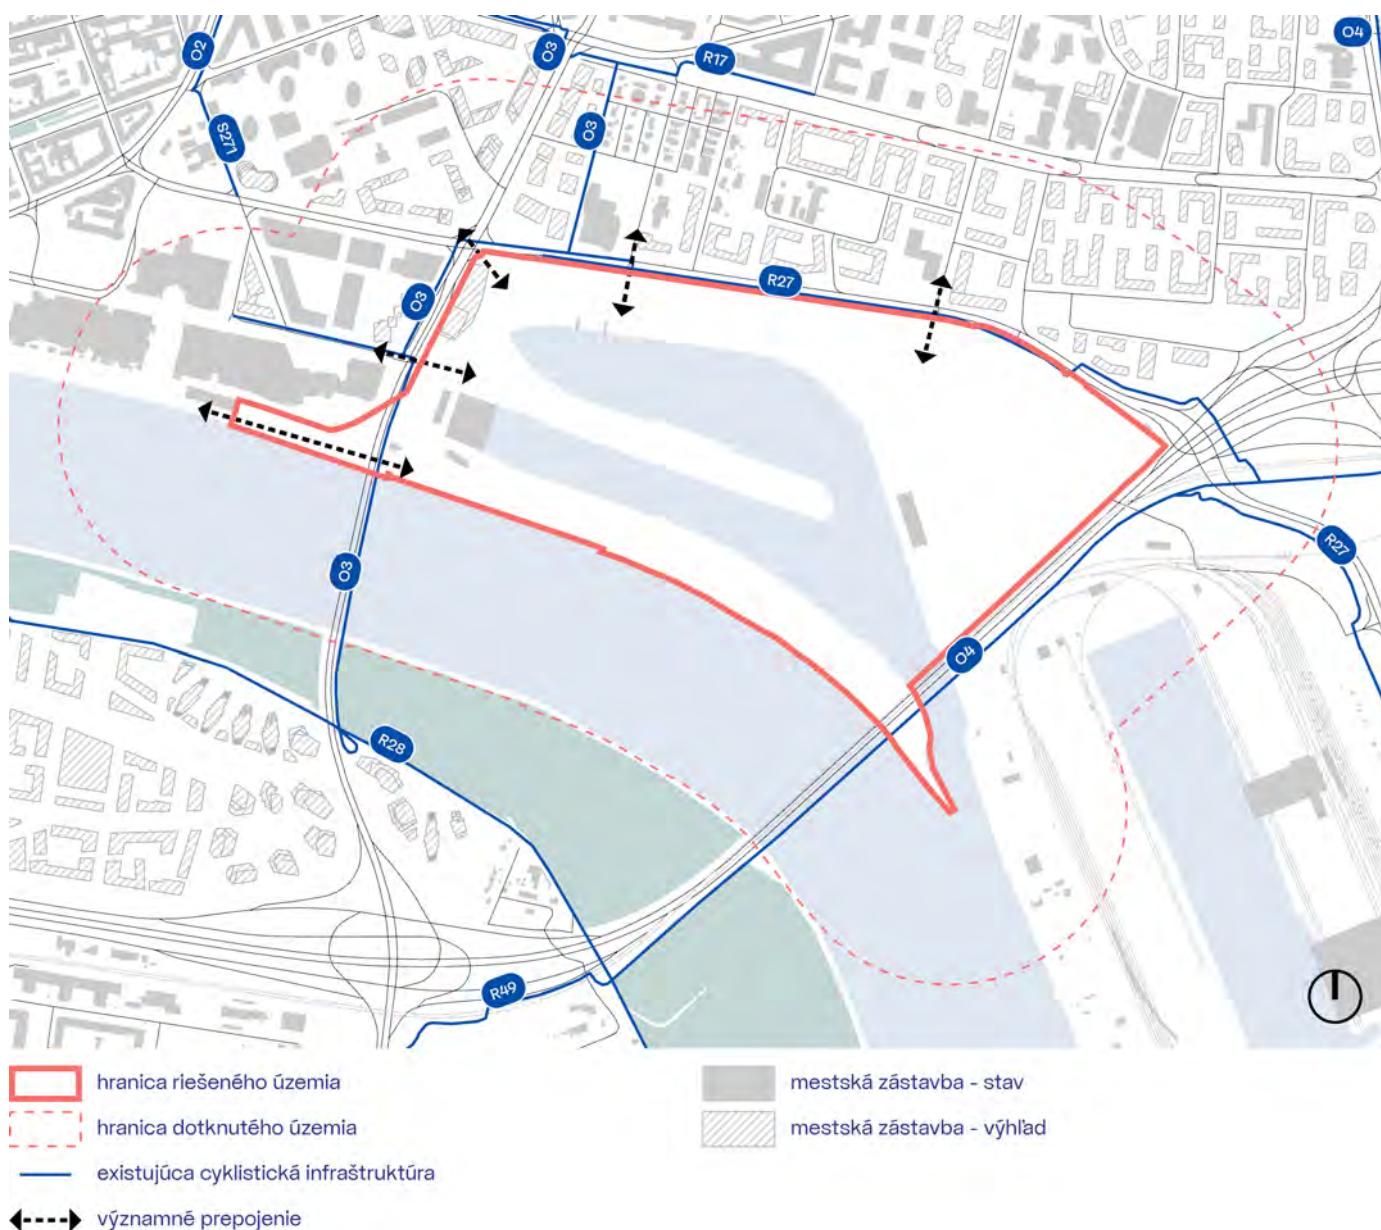 O2
O3
R17
O4
S271
O3
R27
O3
O3
R27
O4
R28
R49
hranica riešeného územia
hranica dotknutého územia
existujúca cyklistická infraštruktúra
významné prepojenie
mestská zástavba - stav
mestská zástavba - výhľad